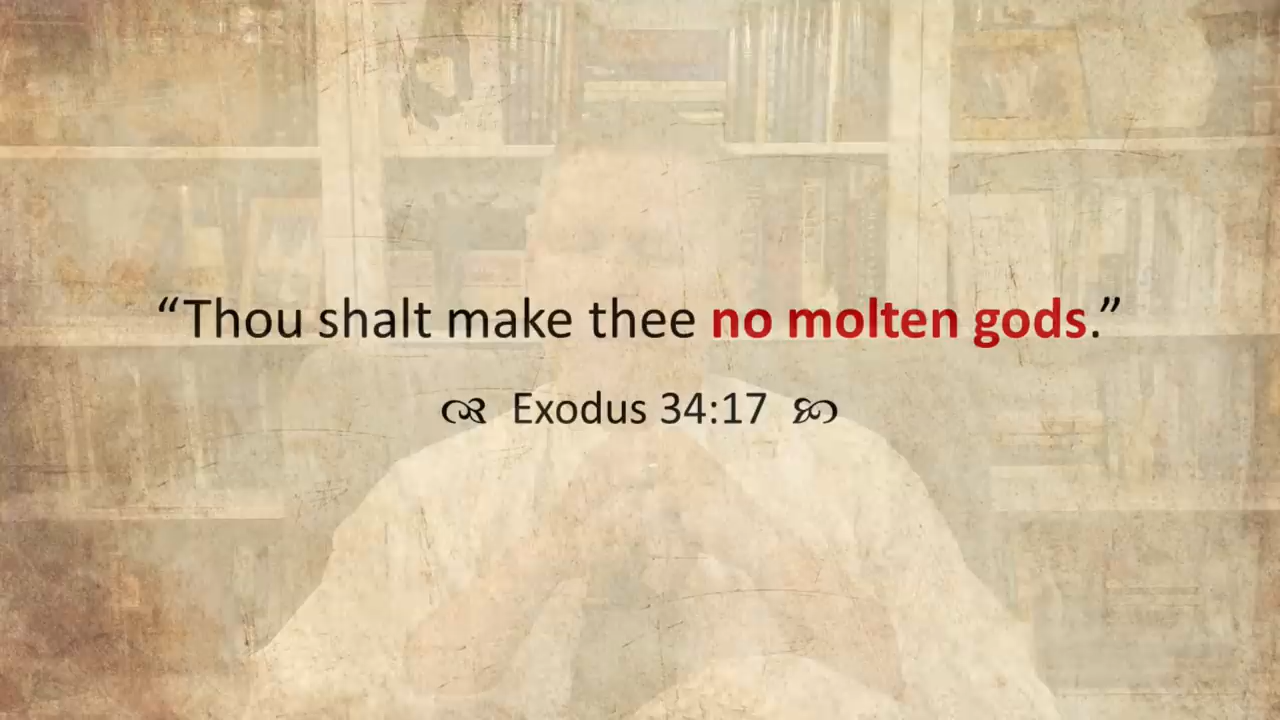 “Thou shalt make thee no molten gods.”
Exodus 34:17